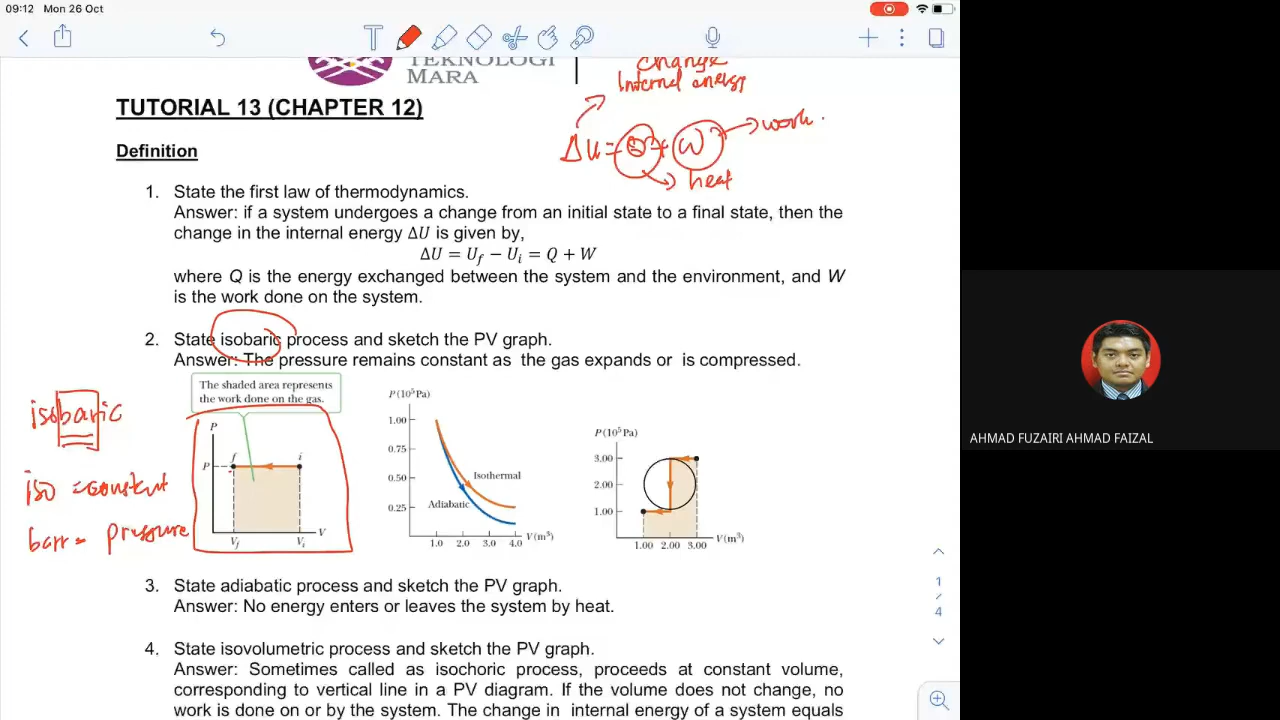 09:12 Mon 26 Oct
TEKNOLOGI
MARA
change
Internal energy
ΔU = Q + W
work
heat
TUTORIAL 13 (CHAPTER 12)
Definition
1. State the first law of thermodynamics.
Answer: if a system undergoes a change from an initial state to a final state, then the
change in the internal energy ΔU is given by,
ΔU = Uf − Ui = Q + W
where Q is the energy exchanged between the system and the environment, and W
is the work done on the system.
2. State isobaric process and sketch the PV graph.
Answer: The pressure remains constant as the gas expands or is compressed.
isobaric
iso = constant
barr = pressure
The shaded area represents
the work done on the gas.
P
f i
P
V
Vf Vi
P (10⁵ Pa)
1.00
0.75
0.50
0.25
Isothermal
Adiabatic
1.0 2.0 3.0 4.0 V (m³)
P (10⁵ Pa)
3.00
2.00
1.00
1.00 2.00 3.00 V (m³)
3. State adiabatic process and sketch the PV graph.
Answer: No energy enters or leaves the system by heat.
4. State isovolumetric process and sketch the PV graph.
Answer: Sometimes called as isochoric process, proceeds at constant volume,
corresponding to vertical line in a PV diagram. If the volume does not change, no
work is done on or by the system. The change in internal energy of a system equals
1
/
4
AHMAD FUZAIRI AHMAD FAIZAL